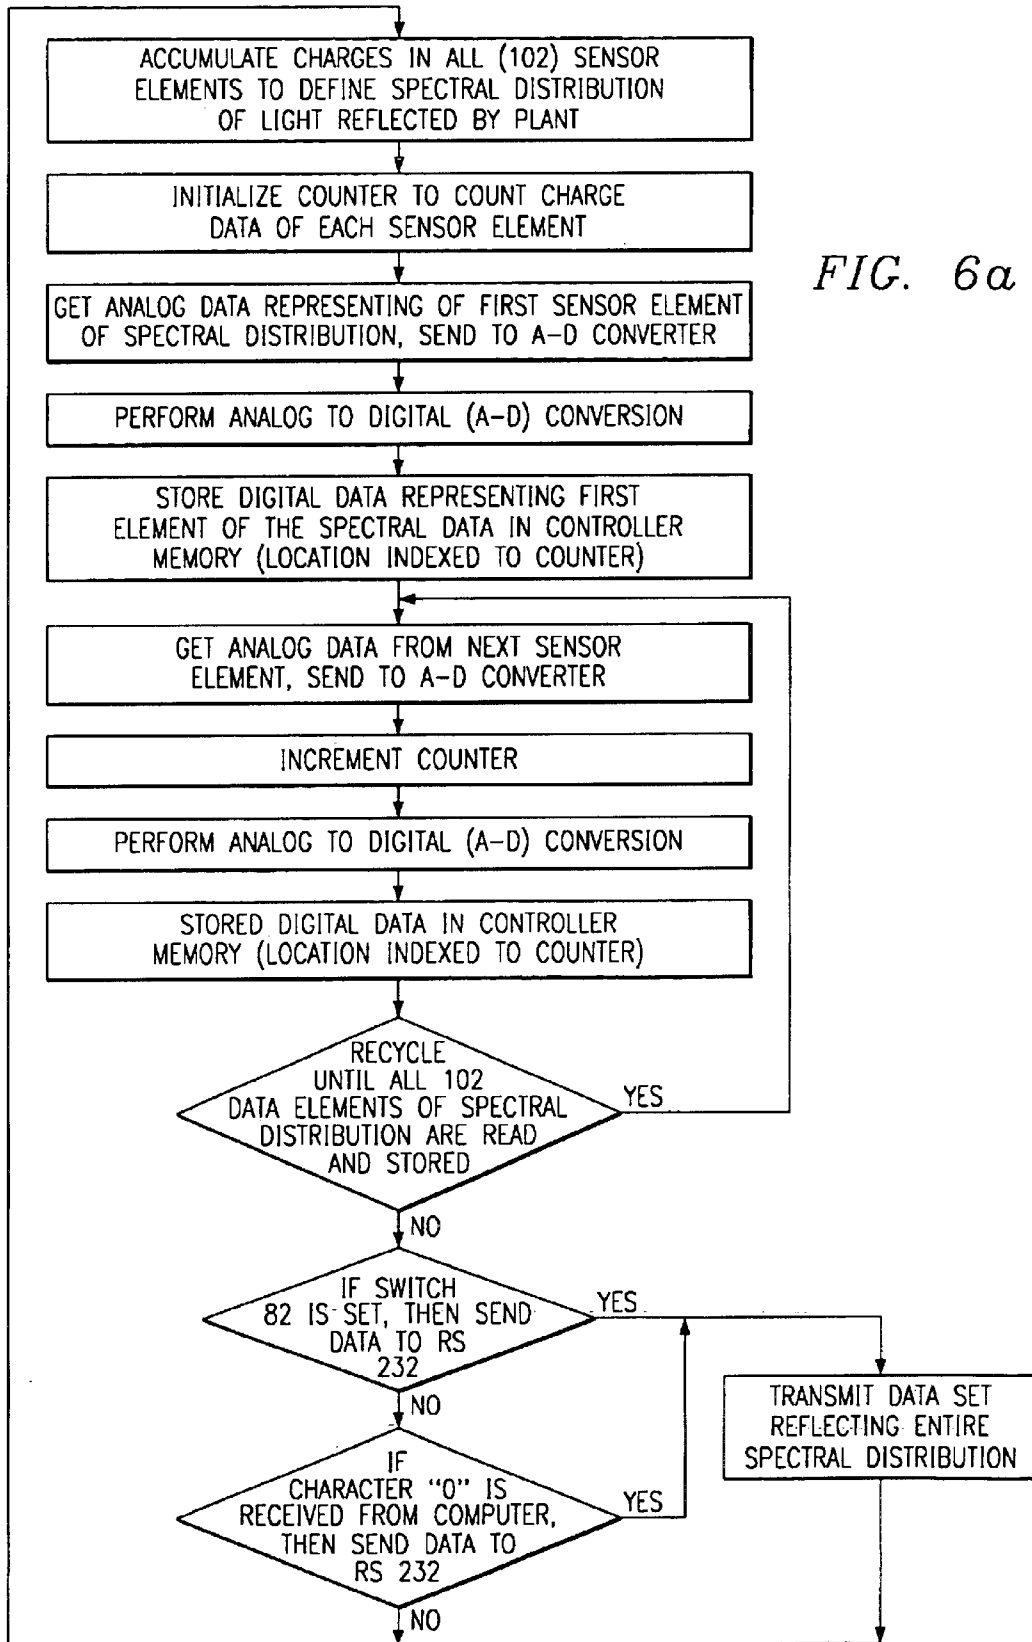 ACCUMULATE CHARGES IN ALL (102) SENSOR
ELEMENTS TO DEFINE SPECTRAL DISTRIBUTION
OF LIGHT REFLECTED BY PLANT
INITIALIZE COUNTER TO COUNT CHARGE
DATA OF EACH SENSOR ELEMENT
FIG. 6a
GET ANALOG DATA REPRESENTING OF FIRST SENSOR ELEMENT
OF SPECTRAL DISTRIBUTION, SEND TO A-D CONVERTER
PERFORM ANALOG TO DIGITAL (A-D) CONVERSION
STORE DIGITAL DATA REPRESENTING FIRST
ELEMENT OF THE SPECTRAL DATA IN CONTROLLER
MEMORY (LOCATION INDEXED TO COUNTER)
GET ANALOG DATA FROM NEXT SENSOR
ELEMENT, SEND TO A-D CONVERTER
INCREMENT COUNTER
PERFORM ANALOG TO DIGITAL (A-D) CONVERSION
STORED DIGITAL DATA IN CONTROLLER
MEMORY (LOCATION INDEXED TO COUNTER)
RECYCLE
UNTIL ALL 102
DATA ELEMENTS OF SPECTRAL
DISTRIBUTION ARE READ
AND STORED
YES
NO
IF SWITCH
82 IS SET, THEN SEND
DATA TO RS
232
YES
NO
TRANSMIT DATA SET
REFLECTING ENTIRE
SPECTRAL DISTRIBUTION
IF
CHARACTER "0" IS
RECEIVED FROM COMPUTER,
THEN SEND DATA TO
RS 232
YES
NO